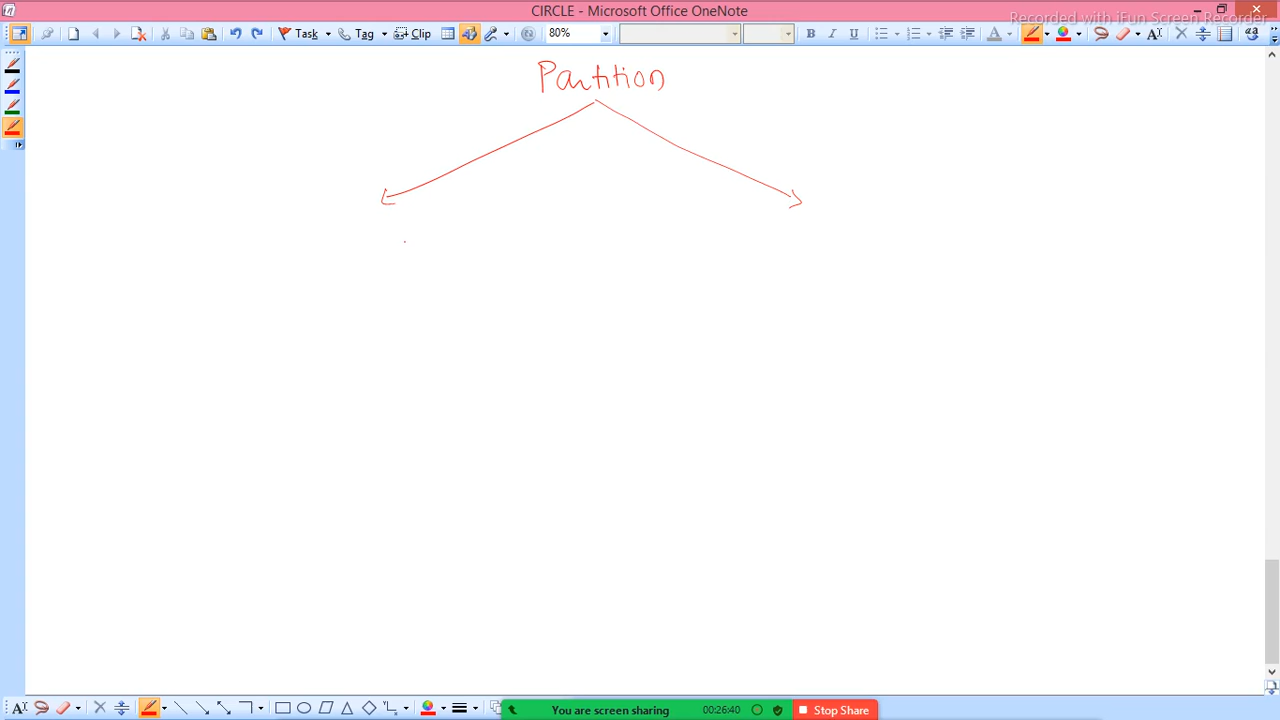 CIRCLE - Microsoft Office OneNote
Recorded with iFun Screen Recorder
Task
Tag
Clip
80%
B I U
Partition
You are screen sharing
00:26:40
Stop Share